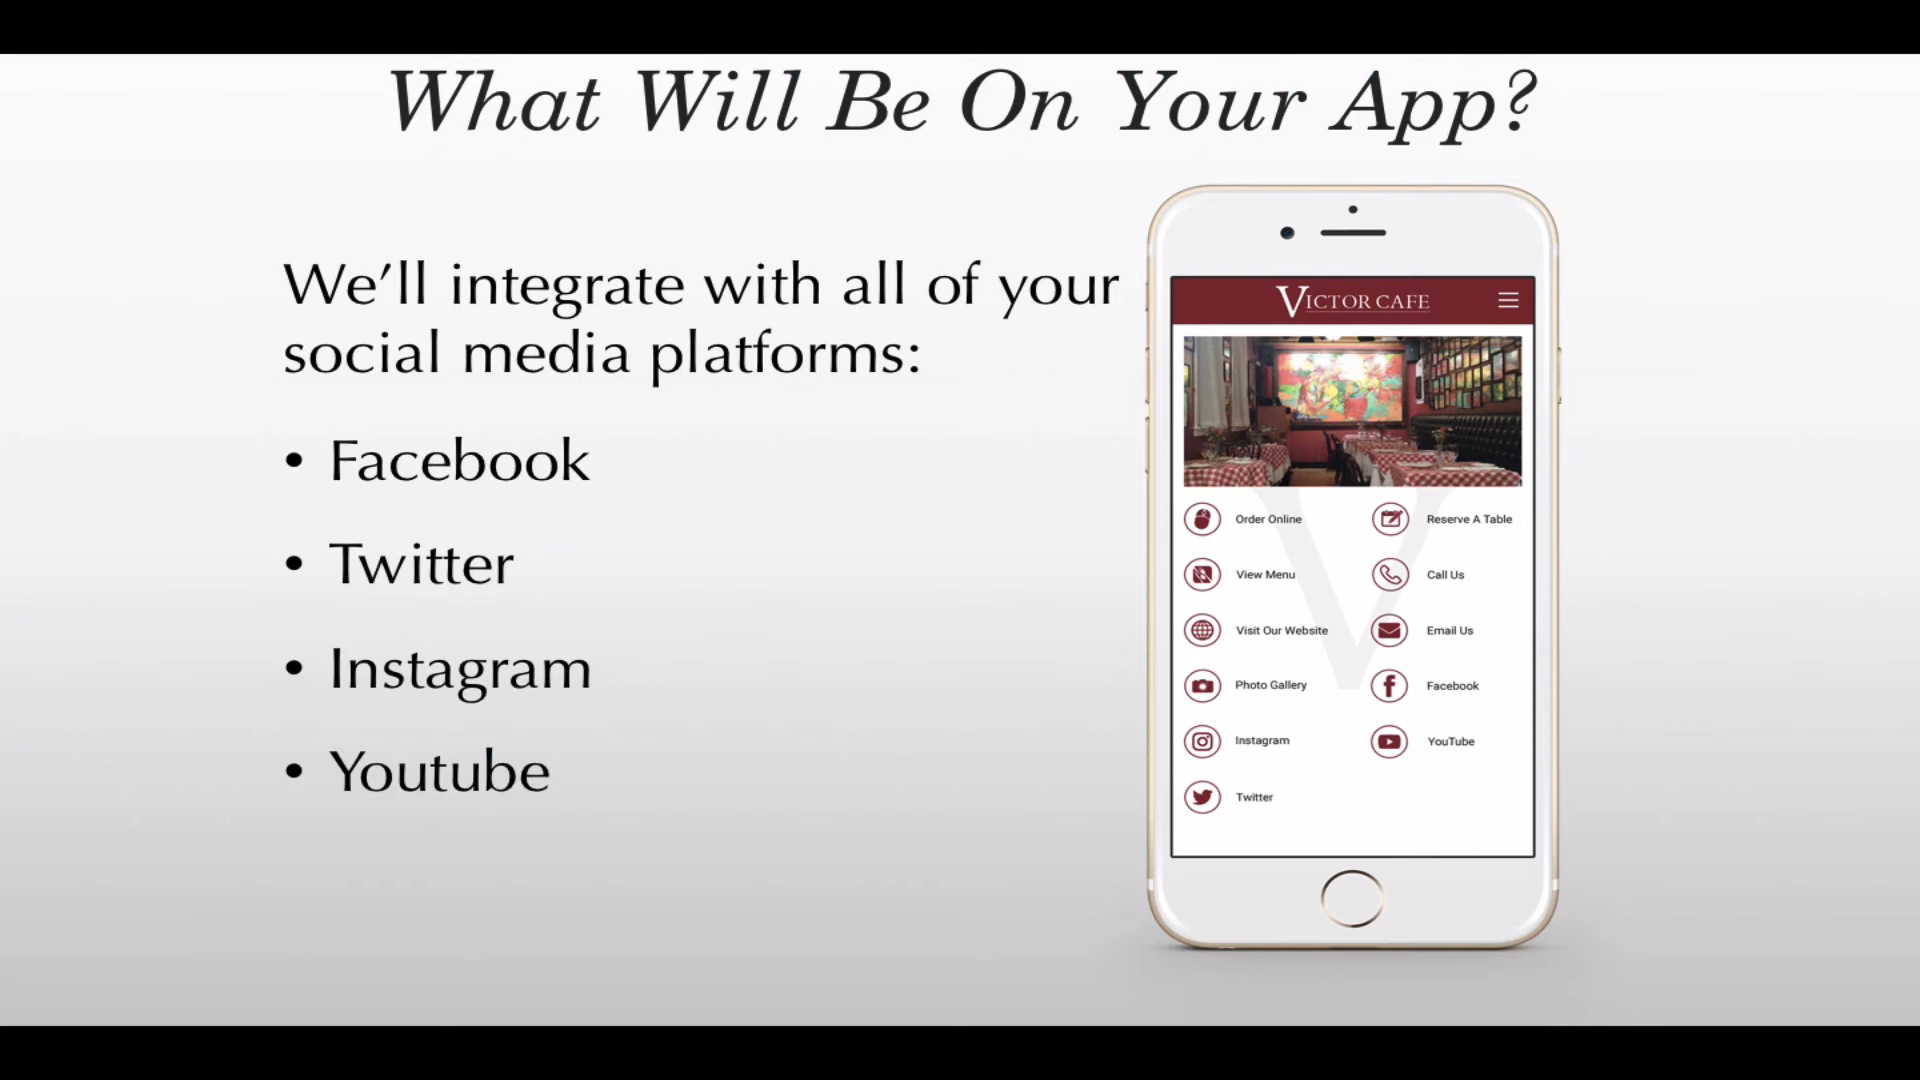 What Will Be On Your App?
We’ll integrate with all of your
social media platforms:
• Facebook
• Twitter
• Instagram
• Youtube
VICTOR CAFE
Order Online
Reserve A Table
View Menu
Call Us
Visit Our Website
Email Us
Photo Gallery
Facebook
Instagram
YouTube
Twitter